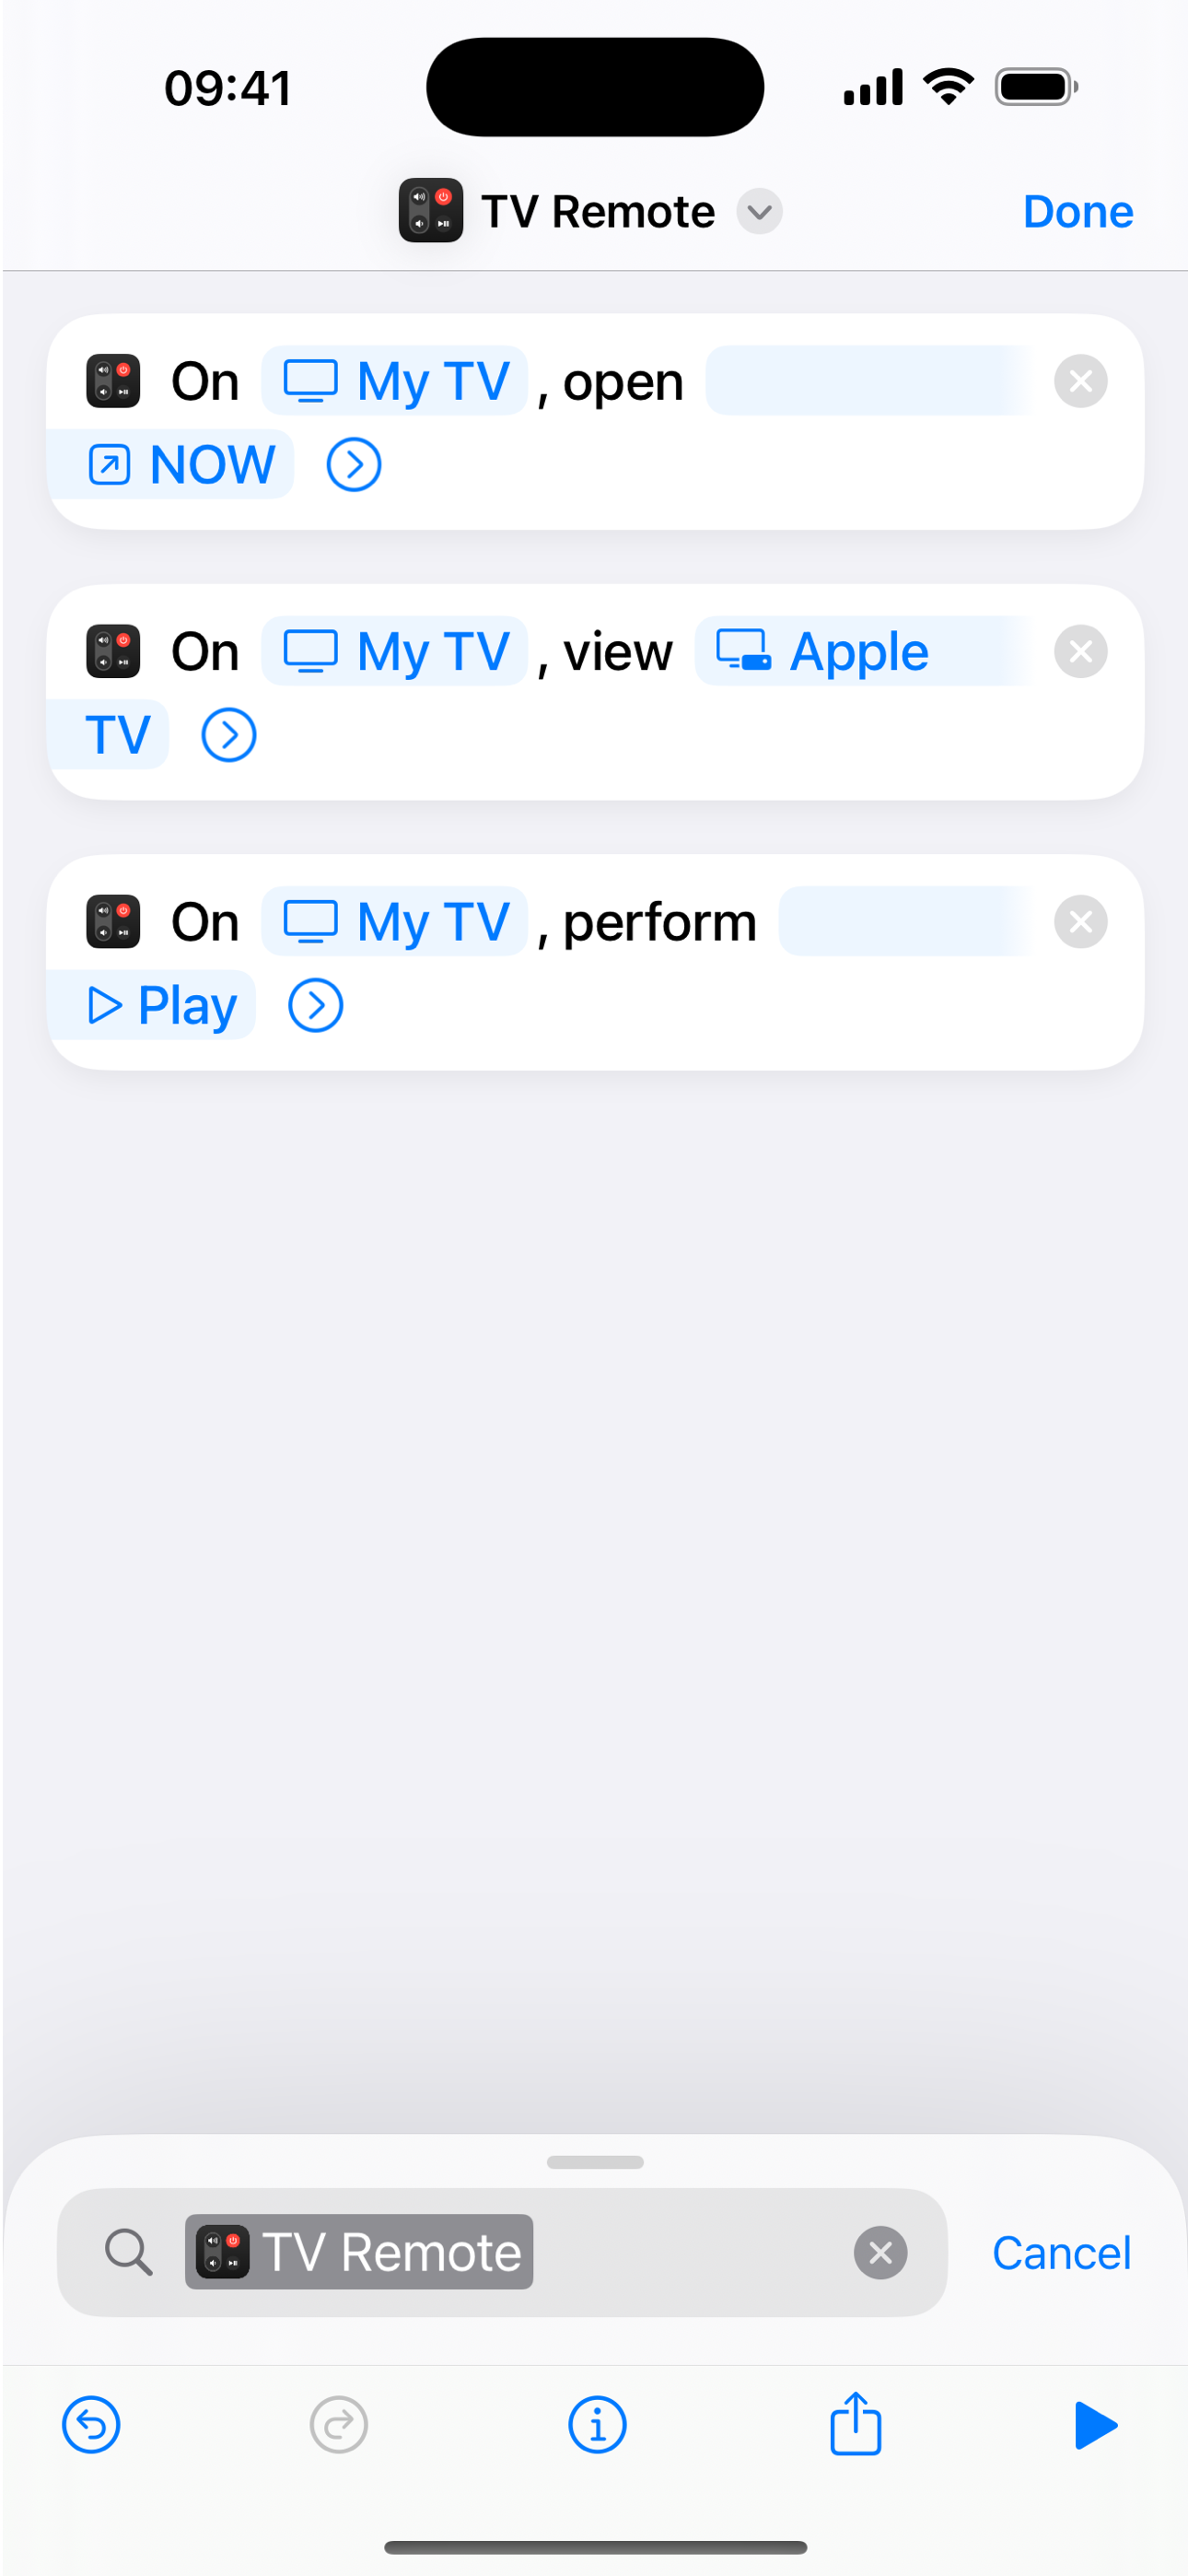 09:41
TV Remote
Done
On My TV, open
NOW
On My TV, view Apple
TV
On My TV, perform
Play
TV Remote
Cancel